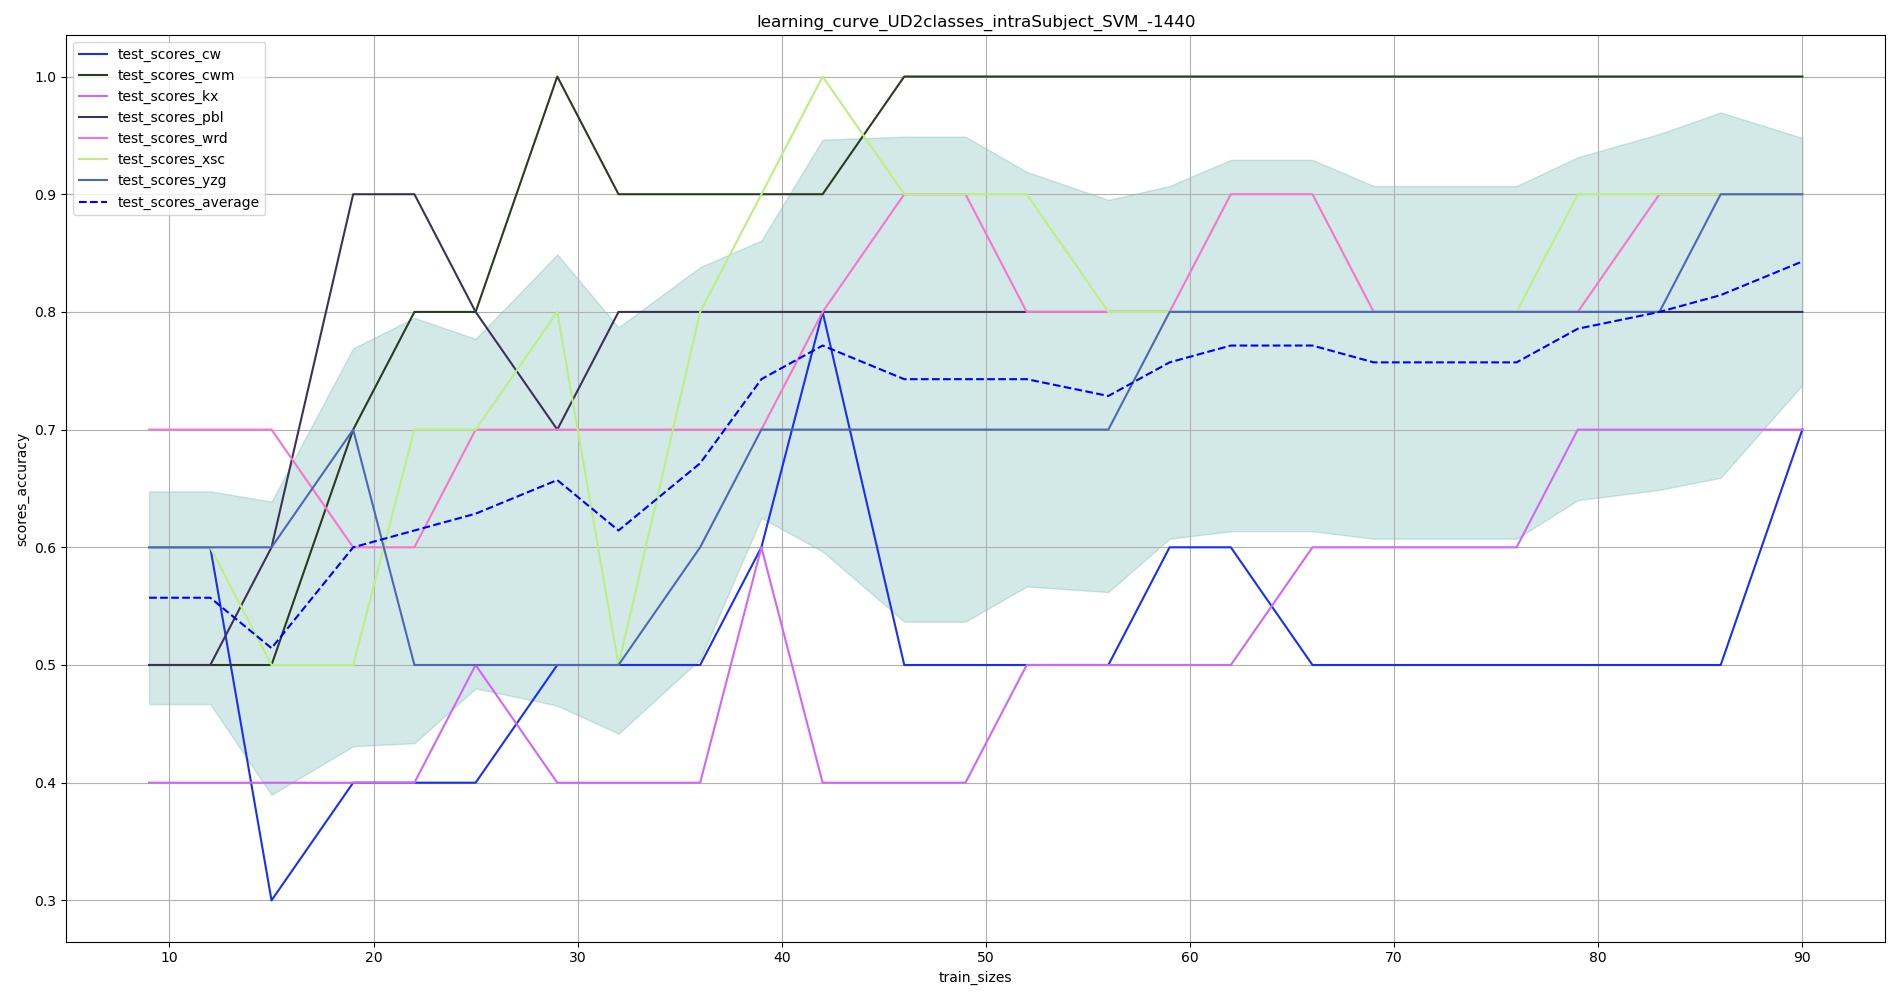 learning_curve_UD2classes_intraSubject_SVM_-1440
test_scores_cw
test_scores_cwm
test_scores_kx
test_scores_pbl
test_scores_wrd
test_scores_xsc
test_scores_yzg
test_scores_average
scores_accuracy
1.0
0.9
0.8
0.7
0.6
0.5
0.4
0.3
10 20 30 40 50 60 70 80 90
train_sizes